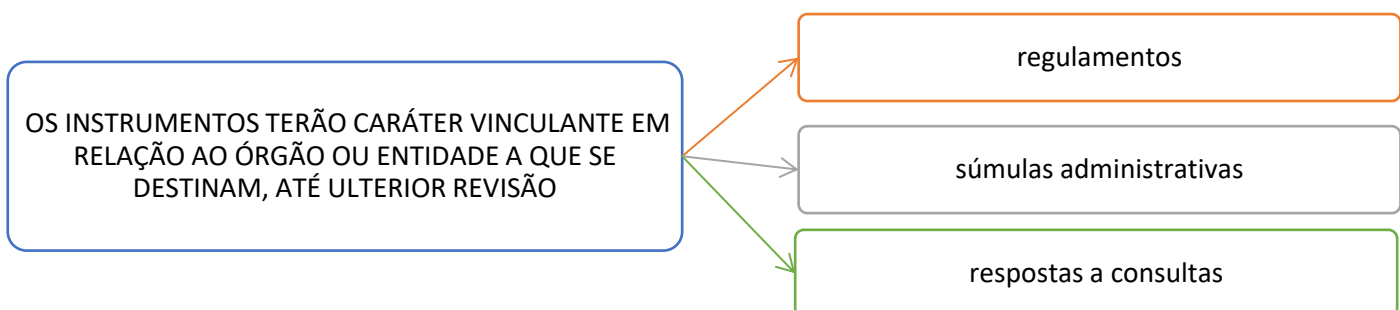 OS INSTRUMENTOS TERÃO CARÁTER VINCULANTE EM
RELAÇÃO AO ÓRGÃO OU ENTIDADE A QUE SE
DESTINAM, ATÉ ULTERIOR REVISÃO
regulamentos
súmulas administrativas
respostas a consultas